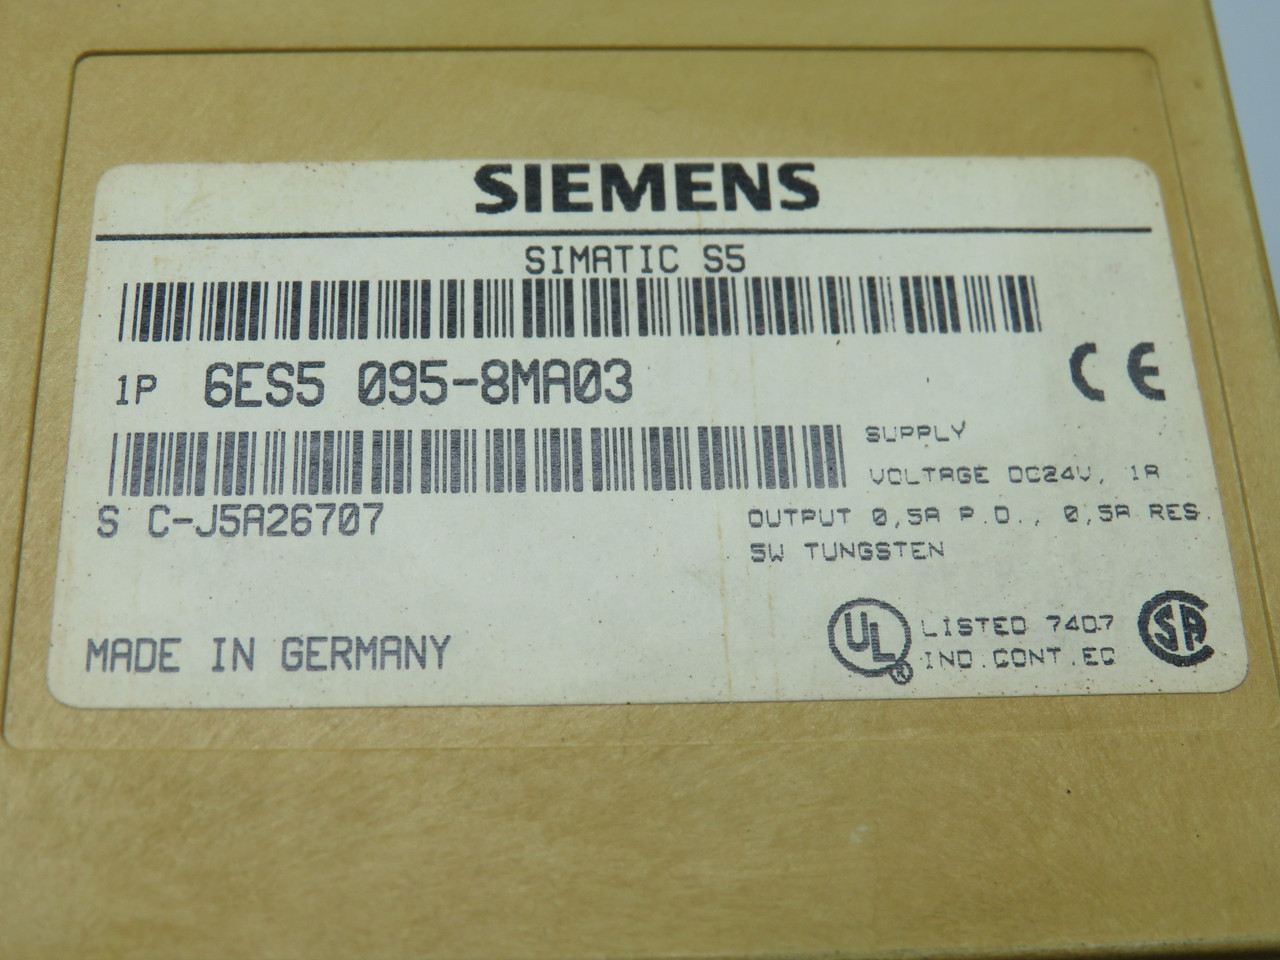 SIEMENS
SIMATIC S5
1P 6ES5 095-8MA03
CE
SUPPLY
VOLTAGE DC24V, 1A
S C-J5A26707
OUTPUT 0,5A P.D., 0,5A RES.
5W TUNGSTEN
MADE IN GERMANY
UL ®
LISTED 74D7
IND.CONT.EQ
SA